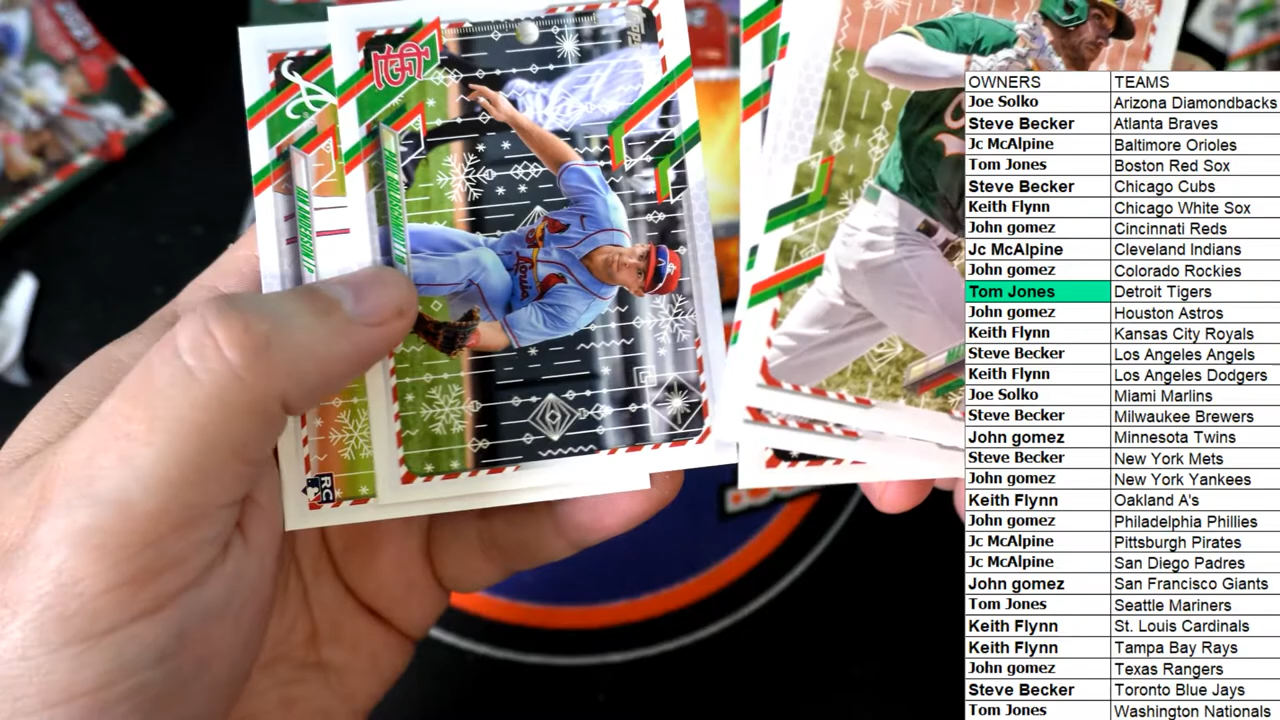 OWNERS TEAMS
Joe Solko Arizona Diamondbacks
Steve Becker Atlanta Braves
Jc McAlpine Baltimore Orioles
Tom Jones Boston Red Sox
Steve Becker Chicago Cubs
Keith Flynn Chicago White Sox
John gomez Cincinnati Reds
Jc McAlpine Cleveland Indians
John gomez Colorado Rockies
Tom Jones Detroit Tigers
John gomez Houston Astros
Keith Flynn Kansas City Royals
Steve Becker Los Angeles Angels
Keith Flynn Los Angeles Dodgers
Joe Solko Miami Marlins
Steve Becker Milwaukee Brewers
John gomez Minnesota Twins
Steve Becker New York Mets
John gomez New York Yankees
Keith Flynn Oakland A's
John gomez Philadelphia Phillies
Jc McAlpine Pittsburgh Pirates
Jc McAlpine San Diego Padres
John gomez San Francisco Giants
Tom Jones Seattle Mariners
Keith Flynn St. Louis Cardinals
Keith Flynn Tampa Bay Rays
John gomez Texas Rangers
Steve Becker Toronto Blue Jays
Tom Jones Washington Nationals
PAUL GOLDSCHMIDT 1B
IAN ANDERSON P
RC
topps